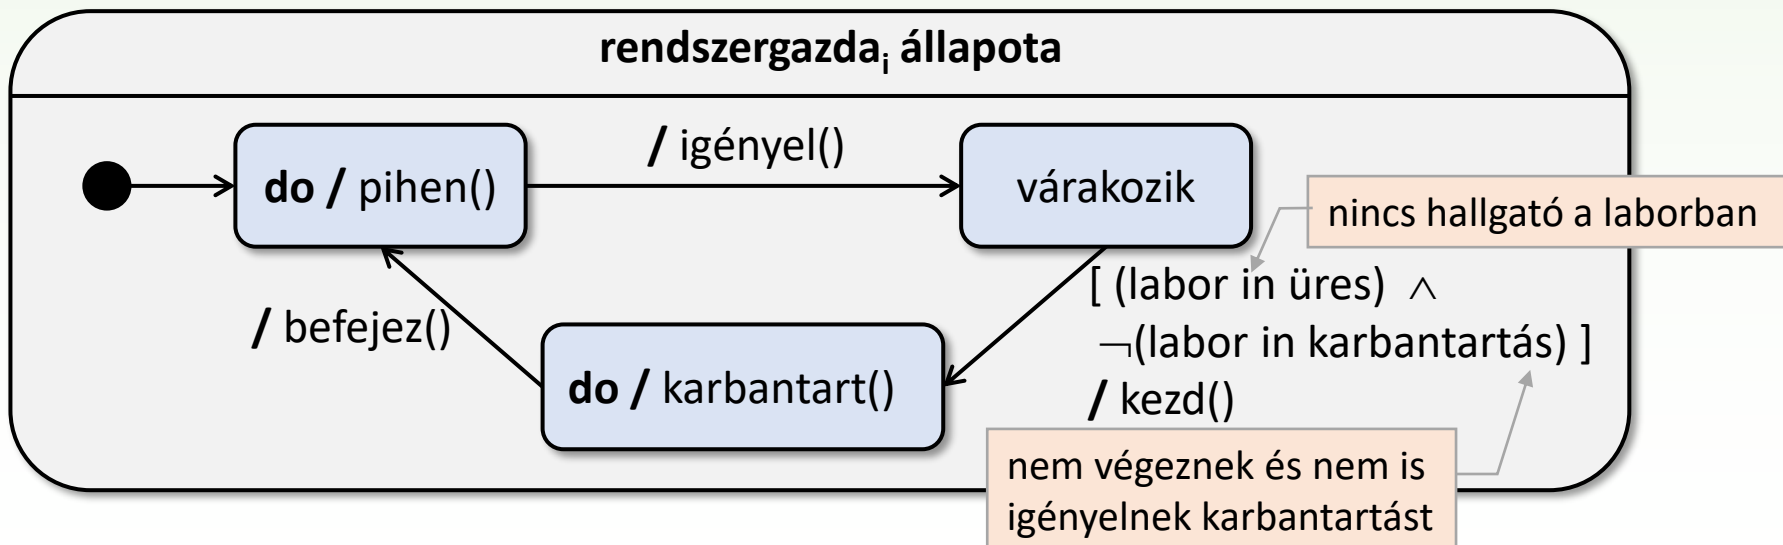 rendszergazdaᵢ állapota
/ igényel()
do / pihen()
várakozik
nincs hallgató a laborban
[ (labor in üres) ∧
¬(labor in karbantartás) ]
/ kezd()
/ befejez()
do / karbantart()
nem végeznek és nem is
igényelnek karbantartást